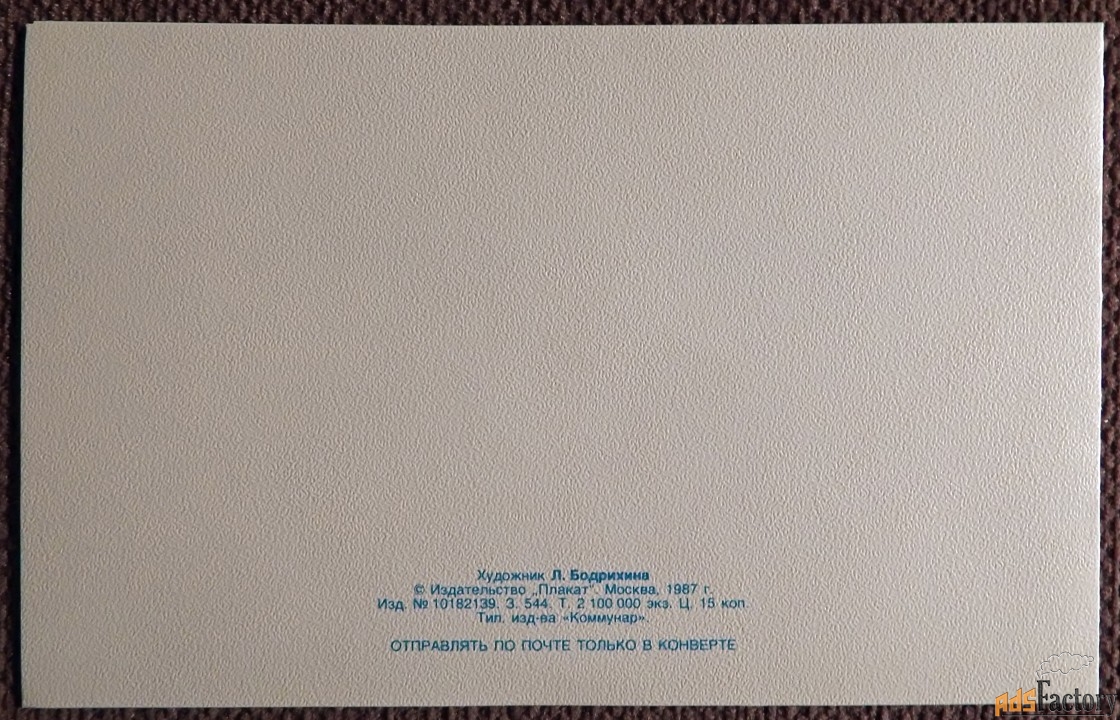 Художник Л. Бодрихина
© Издательство „Плакат". Москва, 1987 г.
Изд. № 10182139. З. 544. Т. 2 100 000 экз. Ц. 15 коп.
Тип. изд-ва «Коммунар».
ОТПРАВЛЯТЬ ПО ПОЧТЕ ТОЛЬКО В КОНВЕРТЕ
adsFactory